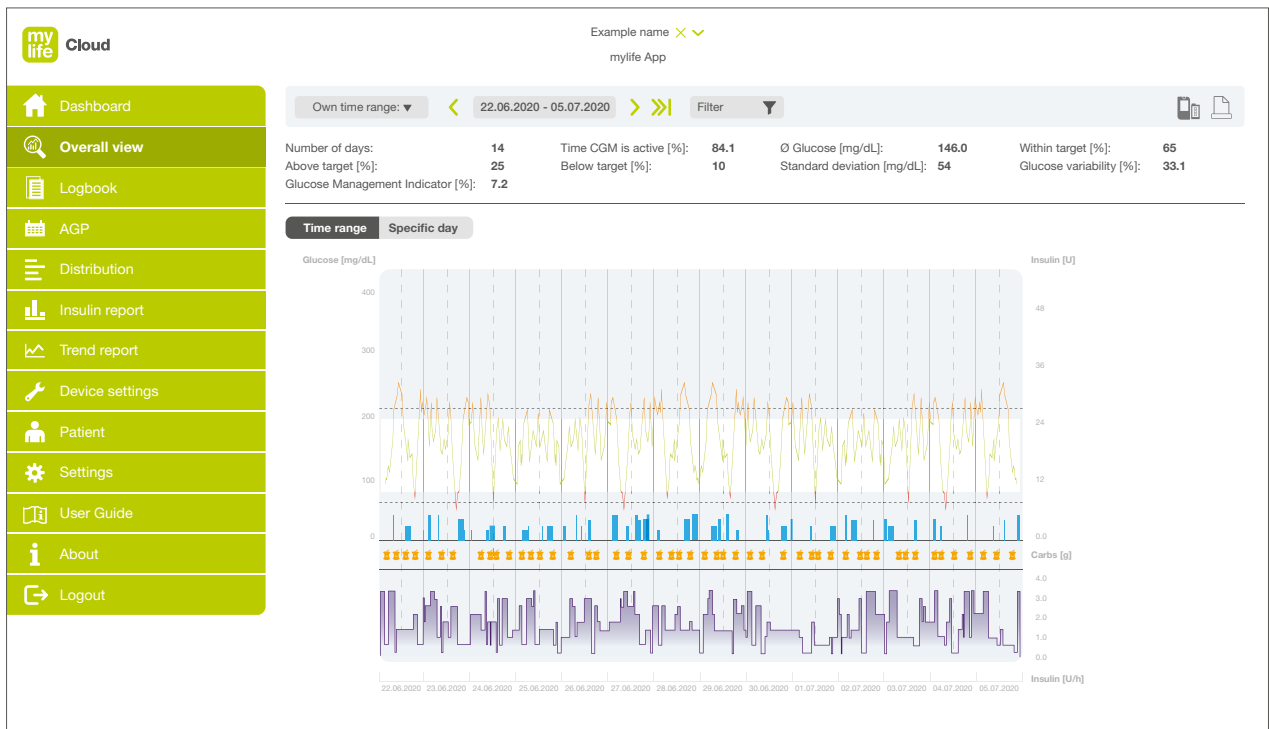 my
life
Cloud
Example name
mylife App
Dashboard
Overall view
Logbook
AGP
Distribution
Insulin report
Trend report
Device settings
Patient
Settings
User Guide
About
Logout
Own time range: 22.06.2020 - 05.07.2020 Filter
Number of days: 14 Time CGM is active [%]: 84.1 Ø Glucose [mg/dL]: 146.0 Within target [%]: 65
Above target [%]: 25 Below target [%]: 10 Standard deviation [mg/dL]: 54 Glucose variability [%]: 33.1
Glucose Management Indicator [%]: 7.2
Time range Specific day
Glucose [mg/dL] Insulin [U]
400
48
300
36
200
24
100
12
0 0.0
Carbs [g]
4.0
3.0
2.0
1.0
0.0
Insulin [U/h]
22.06.2020 23.06.2020 24.06.2020 25.06.2020 26.06.2020 27.06.2020 28.06.2020 29.06.2020 30.06.2020 01.07.2020 02.07.2020 03.07.2020 04.07.2020 05.07.2020